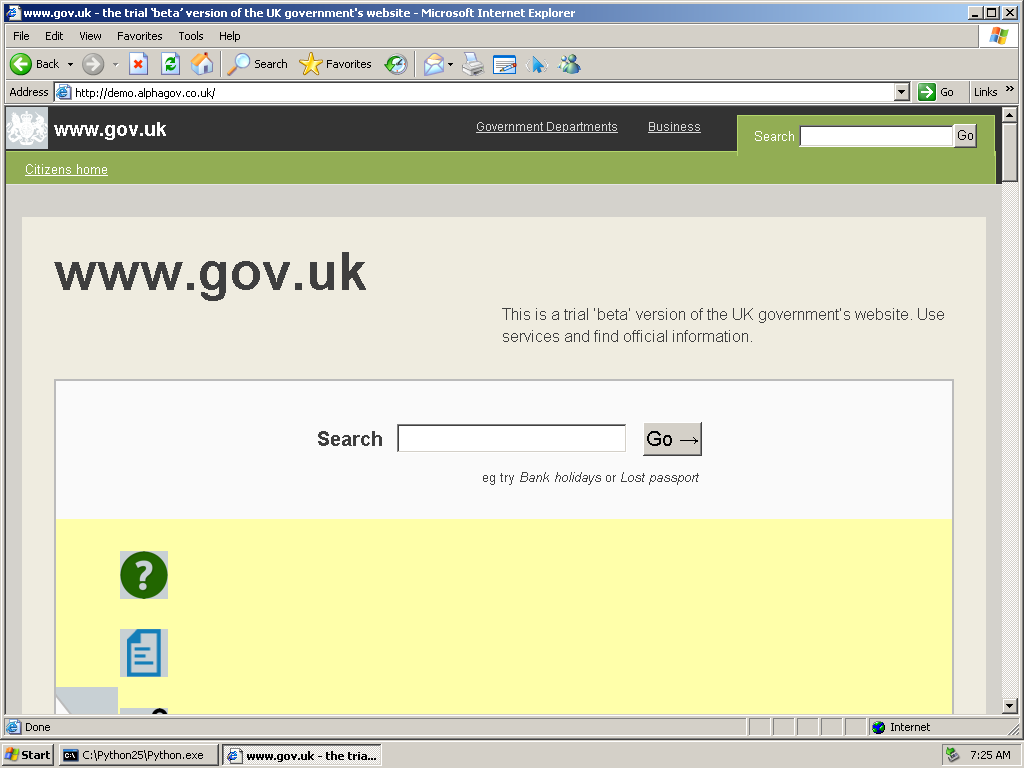 www.gov.uk - the trial 'beta' version of the UK government's website - Microsoft Internet Explorer
File Edit View Favorites Tools Help
Back Search Favorites
Address http://demo.alphagov.co.uk/ Go Links »
www.gov.uk Government Departments Business Search Go
Citizens home
www.gov.uk
This is a trial 'beta' version of the UK government's website. Use
services and find official information.
Search Go →
eg try Bank holidays or Lost passport
?
Done Internet
Start C:\Python25\Python.exe www.gov.uk - the tria... 7:25 AM